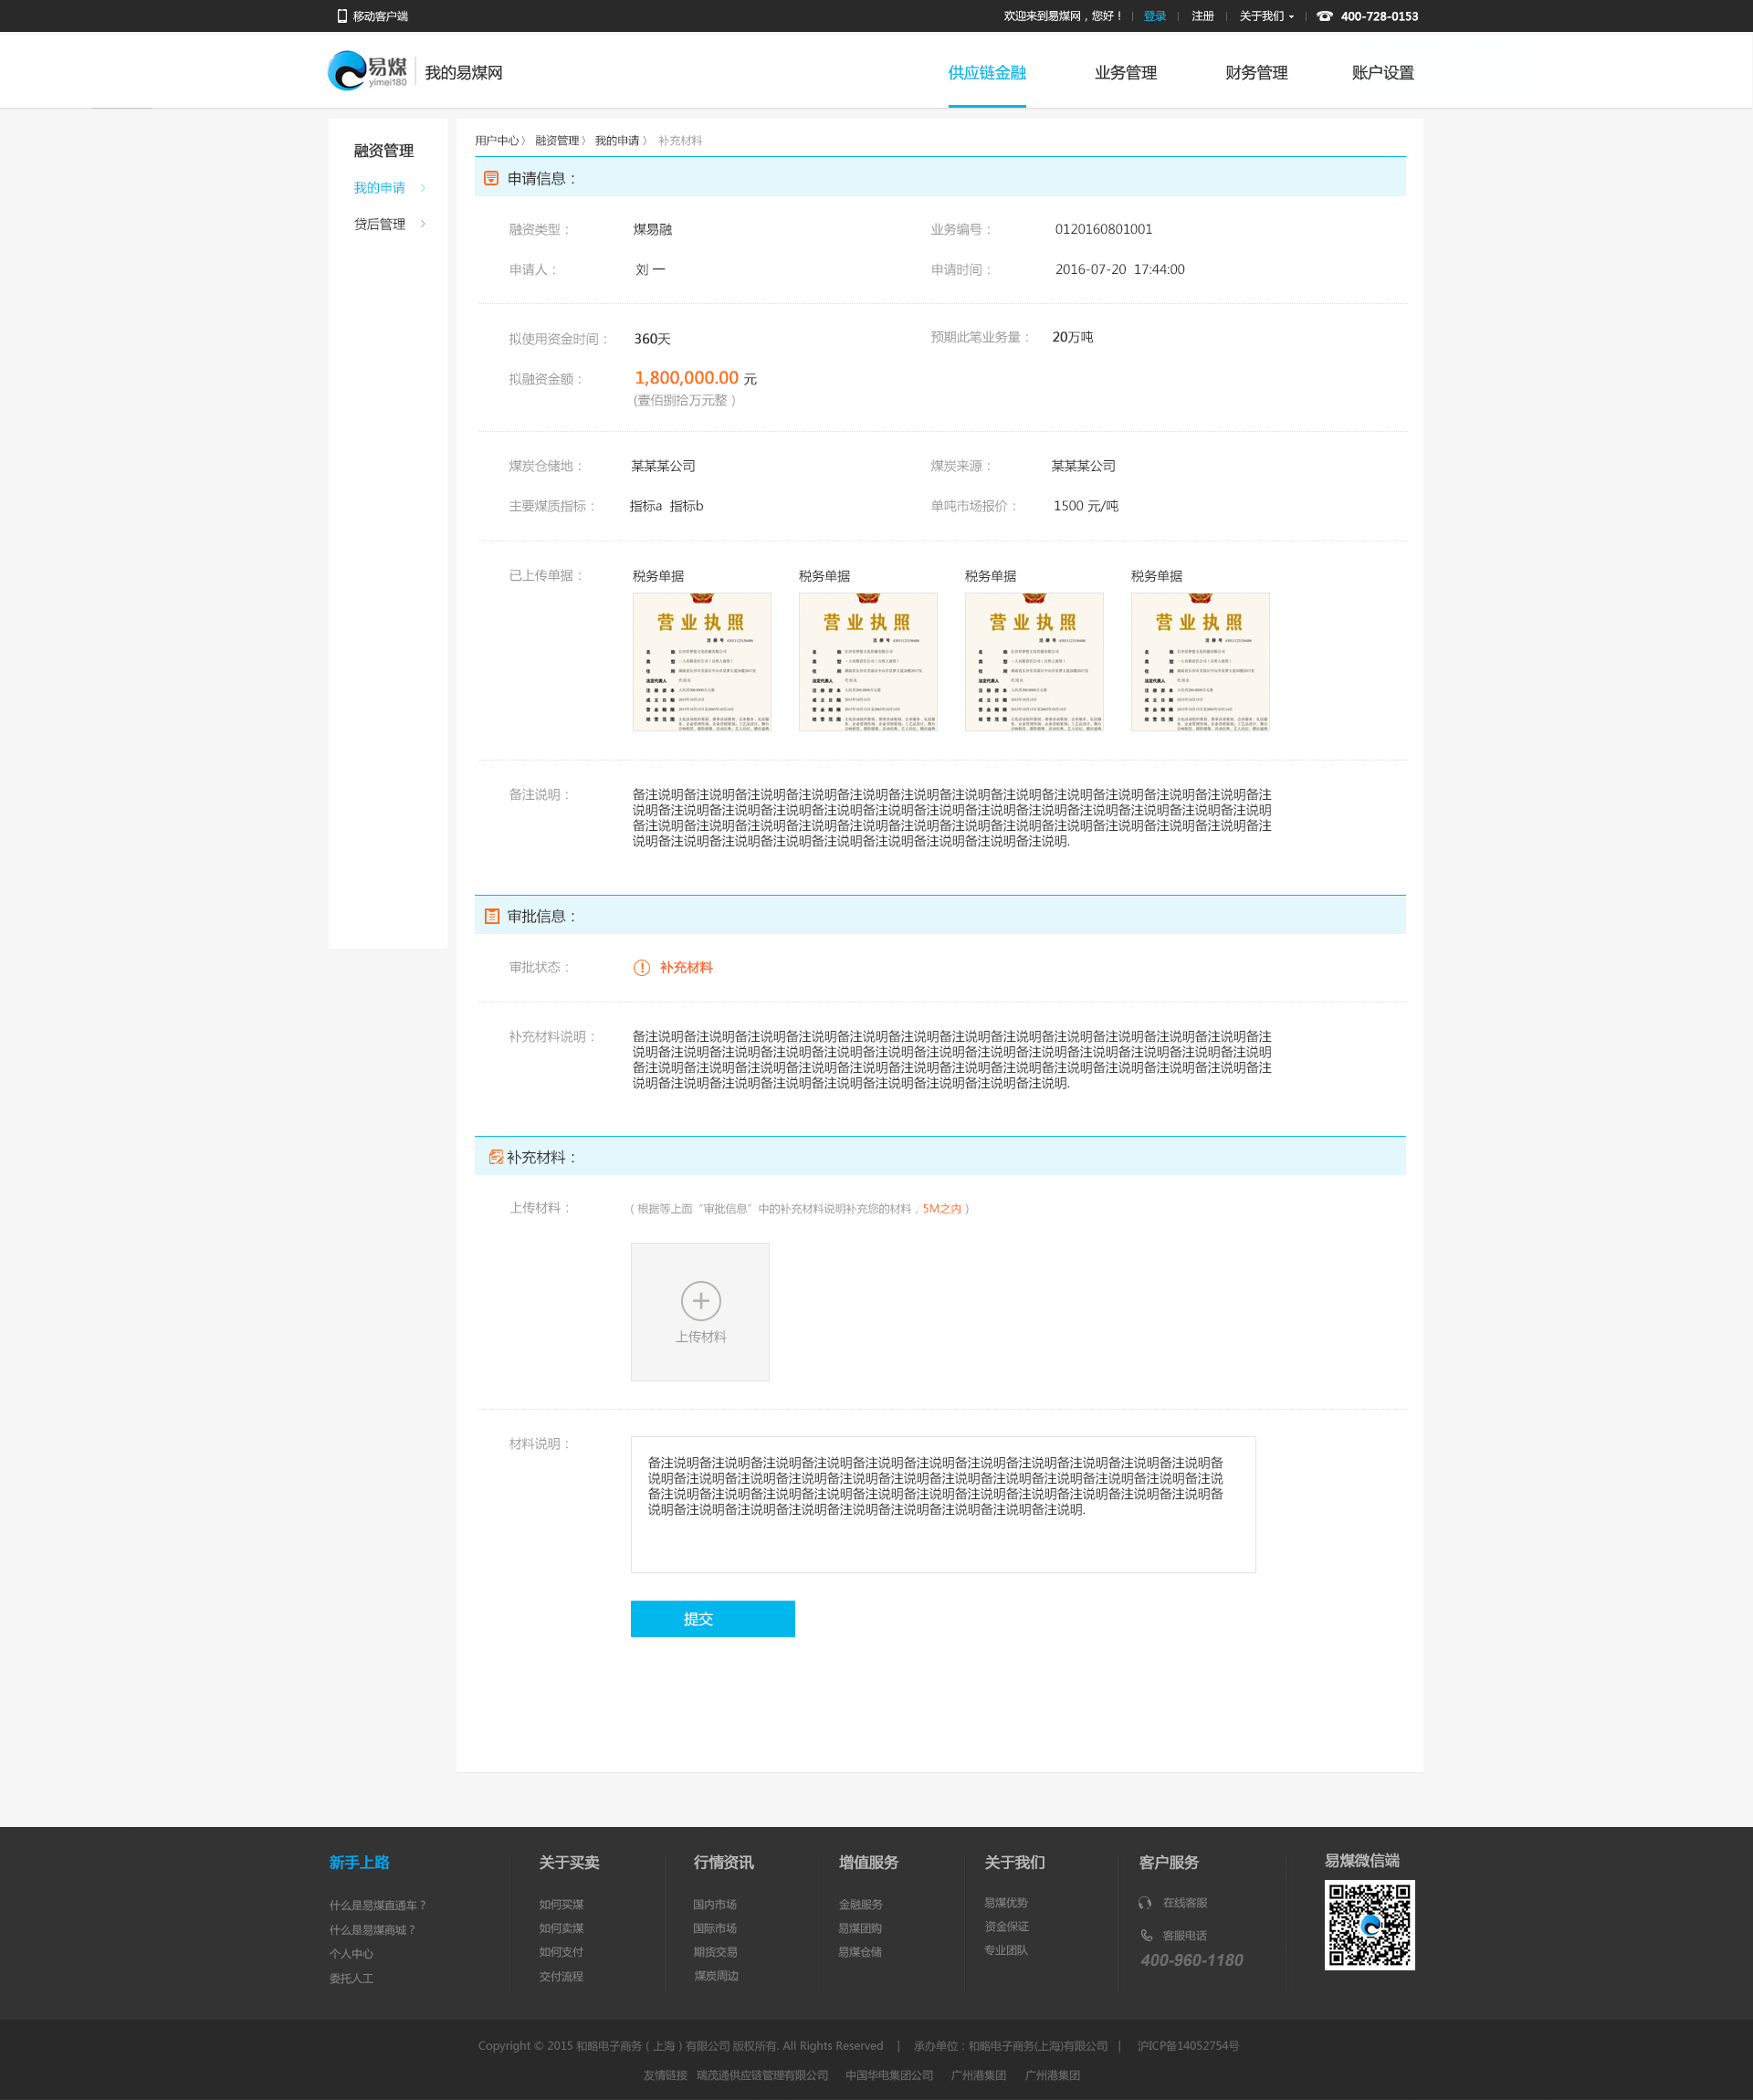 移动客户端
欢迎来到易煤网，您好！ | 登录 | 注册 | 关于我们 | 400-728-0153
易煤 yimei180 我的易煤网
供应链金融 业务管理 财务管理 账户设置
融资管理
我的申请
贷后管理
用户中心 〉 融资管理 〉 我的申请 〉 补充材料
申请信息：
融资类型： 煤易融 业务编号： 0120160801001
申请人： 刘 一 申请时间： 2016-07-20 17:44:00
拟使用资金时间： 360天 预期此笔业务量： 20万吨
拟融资金额： 1,800,000.00 元
(壹佰捌拾万元整 )
煤炭仓储地： 某某某公司 煤炭来源： 某某某公司
主要煤质指标： 指标a 指标b 单吨市场报价： 1500 元/吨
已上传单据： 税务单据 税务单据 税务单据 税务单据
营业执照 营业执照 营业执照 营业执照
备注说明： 备注说明备注说明备注说明备注说明备注说明备注说明备注说明备注说明备注说明备注说明备注说明备注说明备注
说明备注说明备注说明备注说明备注说明备注说明备注说明备注说明备注说明备注说明备注说明备注说明备注说明
备注说明备注说明备注说明备注说明备注说明备注说明备注说明备注说明备注说明备注说明备注说明备注说明备注
说明备注说明备注说明备注说明备注说明备注说明备注说明备注说明备注说明.
审批信息：
审批状态： 补充材料
补充材料说明： 备注说明备注说明备注说明备注说明备注说明备注说明备注说明备注说明备注说明备注说明备注说明备注说明备注
说明备注说明备注说明备注说明备注说明备注说明备注说明备注说明备注说明备注说明备注说明备注说明备注说明
备注说明备注说明备注说明备注说明备注说明备注说明备注说明备注说明备注说明备注说明备注说明备注说明备注
说明备注说明备注说明备注说明备注说明备注说明备注说明备注说明备注说明.
补充材料：
上传材料： （ 根据等上面“审批信息”中的补充材料说明补充您的材料，5M之内 ）
上传材料
材料说明： 备注说明备注说明备注说明备注说明备注说明备注说明备注说明备注说明备注说明备注说明备注说明备
说明备注说明备注说明备注说明备注说明备注说明备注说明备注说明备注说明备注说明备注说明备注说
备注说明备注说明备注说明备注说明备注说明备注说明备注说明备注说明备注说明备注说明备注说明备
说明备注说明备注说明备注说明备注说明备注说明备注说明备注说明备注说明.
提交
新手上路 关于买卖 行情资讯 增值服务 关于我们 客户服务 易煤微信端
什么是易煤直通车？ 如何买煤 国内市场 金融服务 易煤优势 在线客服
什么是易煤商城？ 如何卖煤 国际市场 易煤团购 资金保证 客服电话
个人中心 如何支付 期货交易 易煤仓储 专业团队 400-960-1180
委托人工 交付流程 煤炭周边
Copyright © 2015 和略电子商务（上海）有限公司 版权所有. All Rights Reserved | 承办单位：和略电子商务(上海)有限公司 | 沪ICP备14052754号
友情链接 瑞茂通供应链管理有限公司 中国华电集团公司 广州港集团 广州港集团